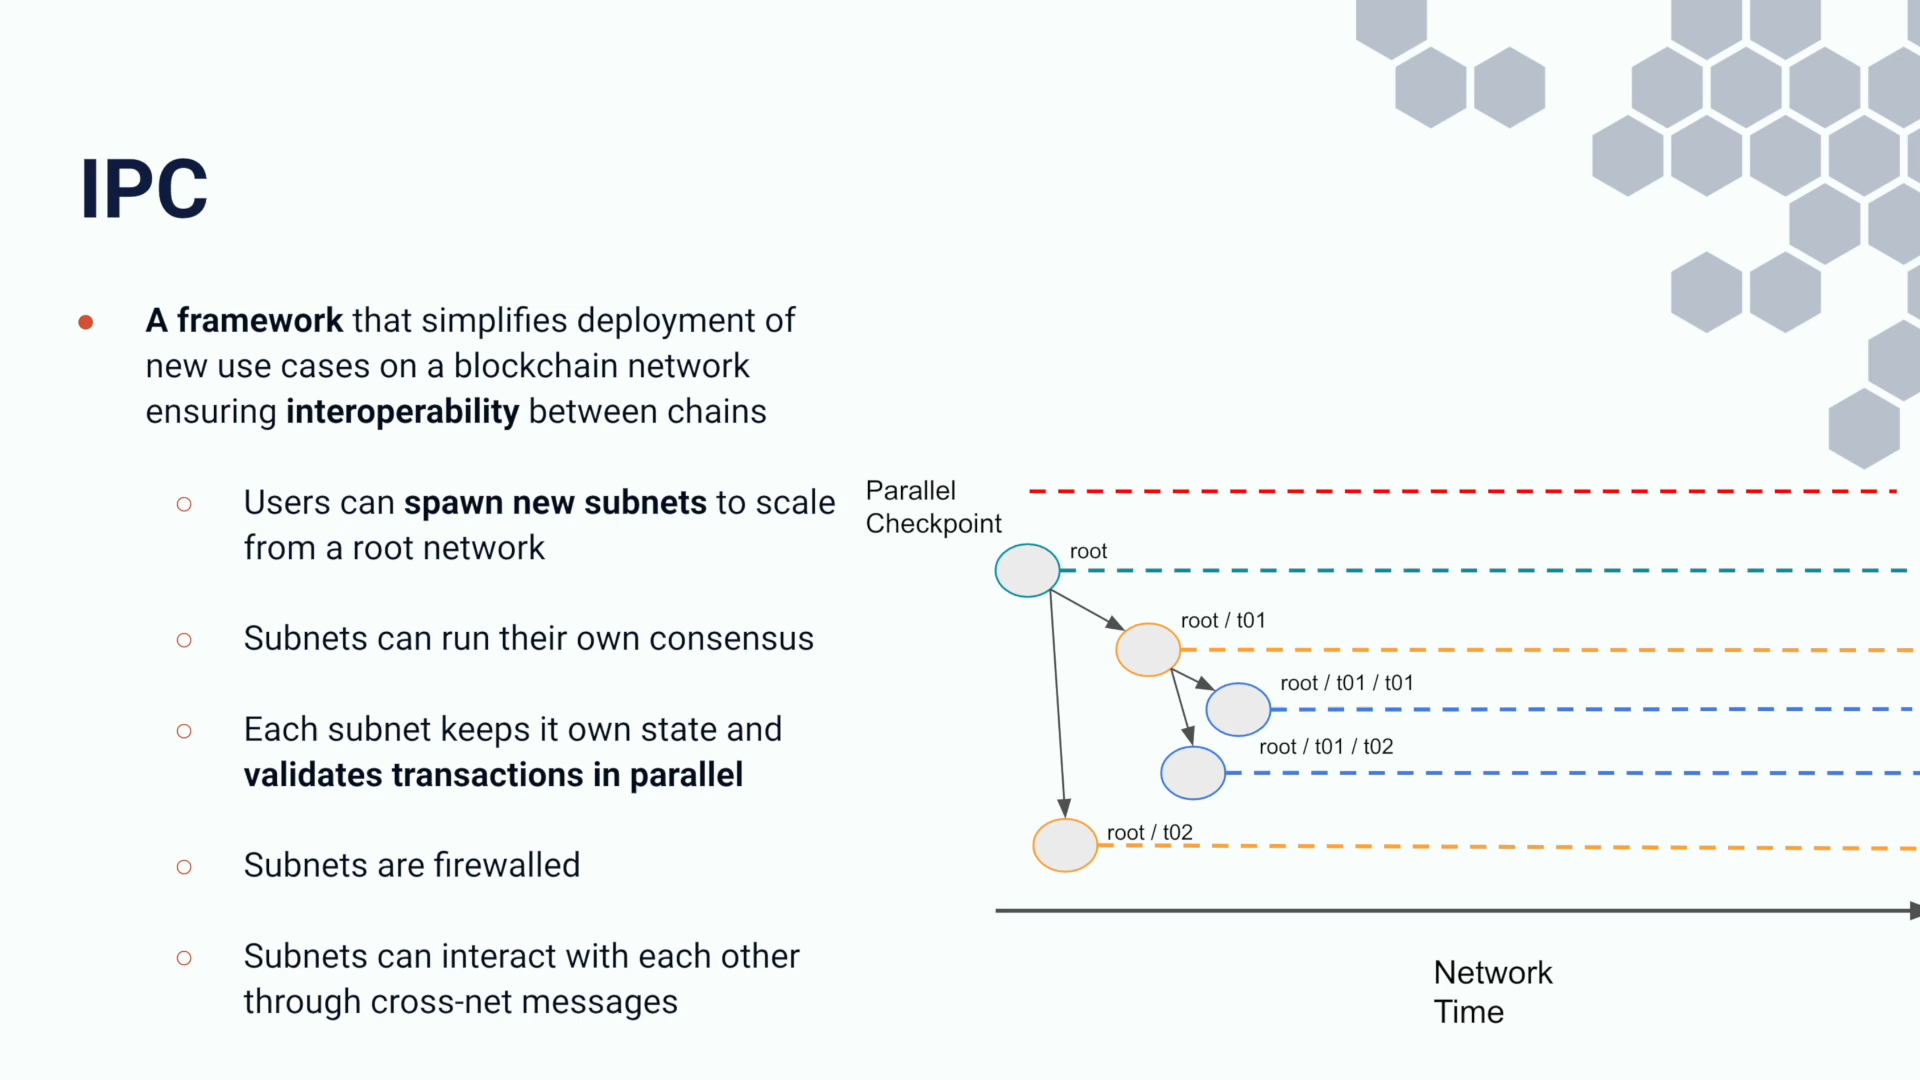 IPC
A framework that simplifies deployment of
new use cases on a blockchain network
ensuring interoperability between chains
Users can spawn new subnets to scale
from a root network
Subnets can run their own consensus
Each subnet keeps it own state and
validates transactions in parallel
Subnets are firewalled
Subnets can interact with each other
through cross-net messages
Parallel
Checkpoint
root
root / t01
root / t01 / t01
root / t01 / t02
root / t02
Network
Time